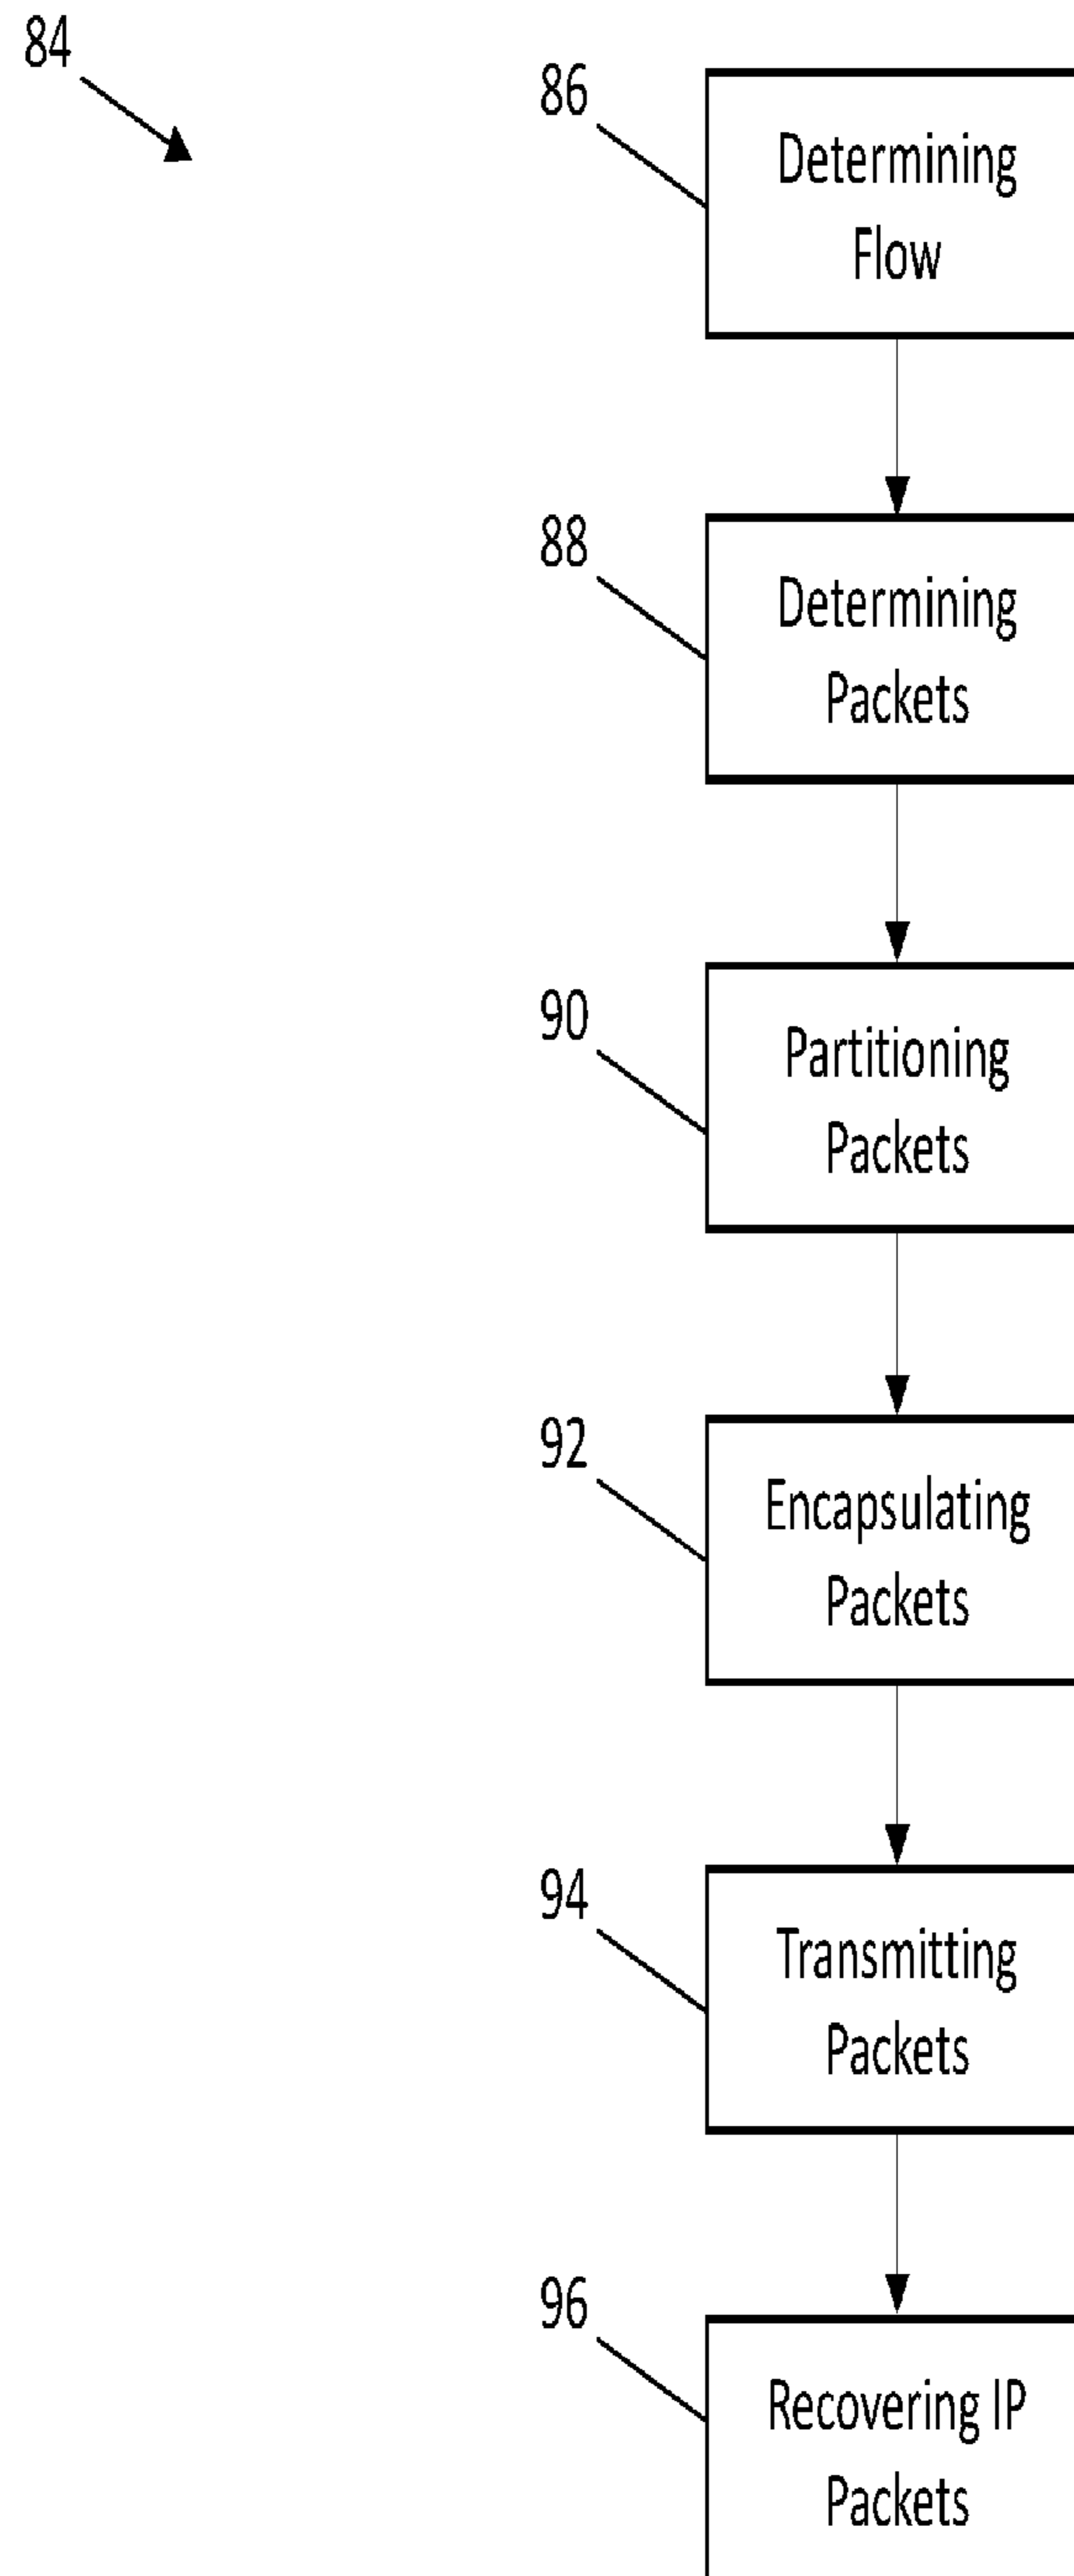 84
86
Determining
Flow
88
Determining
Packets
90
Partitioning
Packets
92
Encapsulating
Packets
94
Transmitting
Packets
96
Recovering IP
Packets